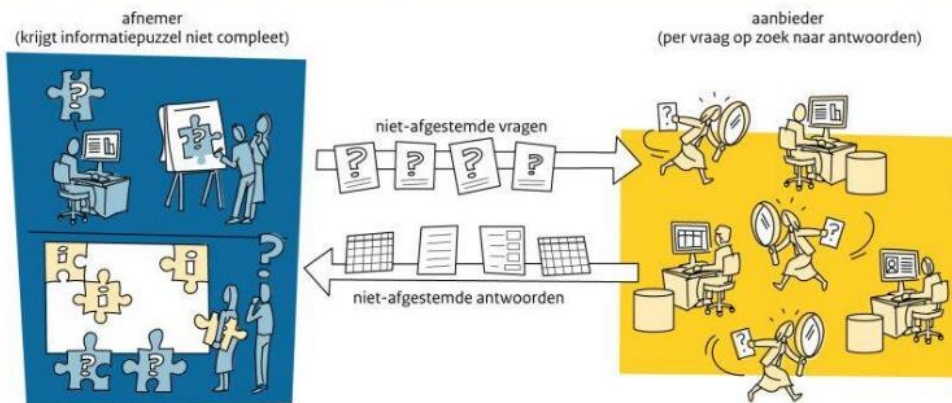 afnemer
(krijgt informatiepuzzel niet compleet)
aanbieder
(per vraag op zoek naar antwoorden)
niet-afgestemde vragen
? ? ? ?
niet-afgestemde antwoorden